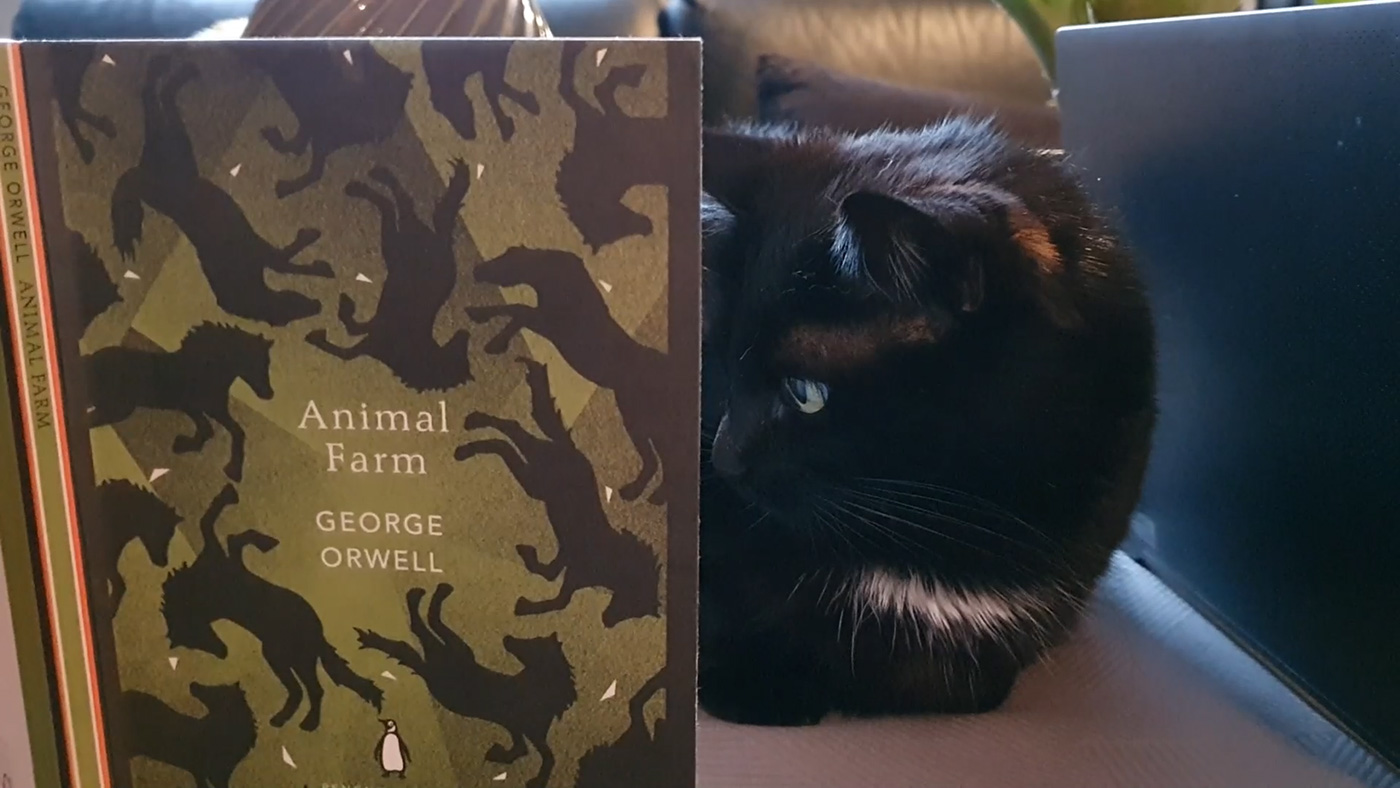 GEORGE ORWELL ANIMAL FARM
Animal
Farm
GEORGE
ORWELL